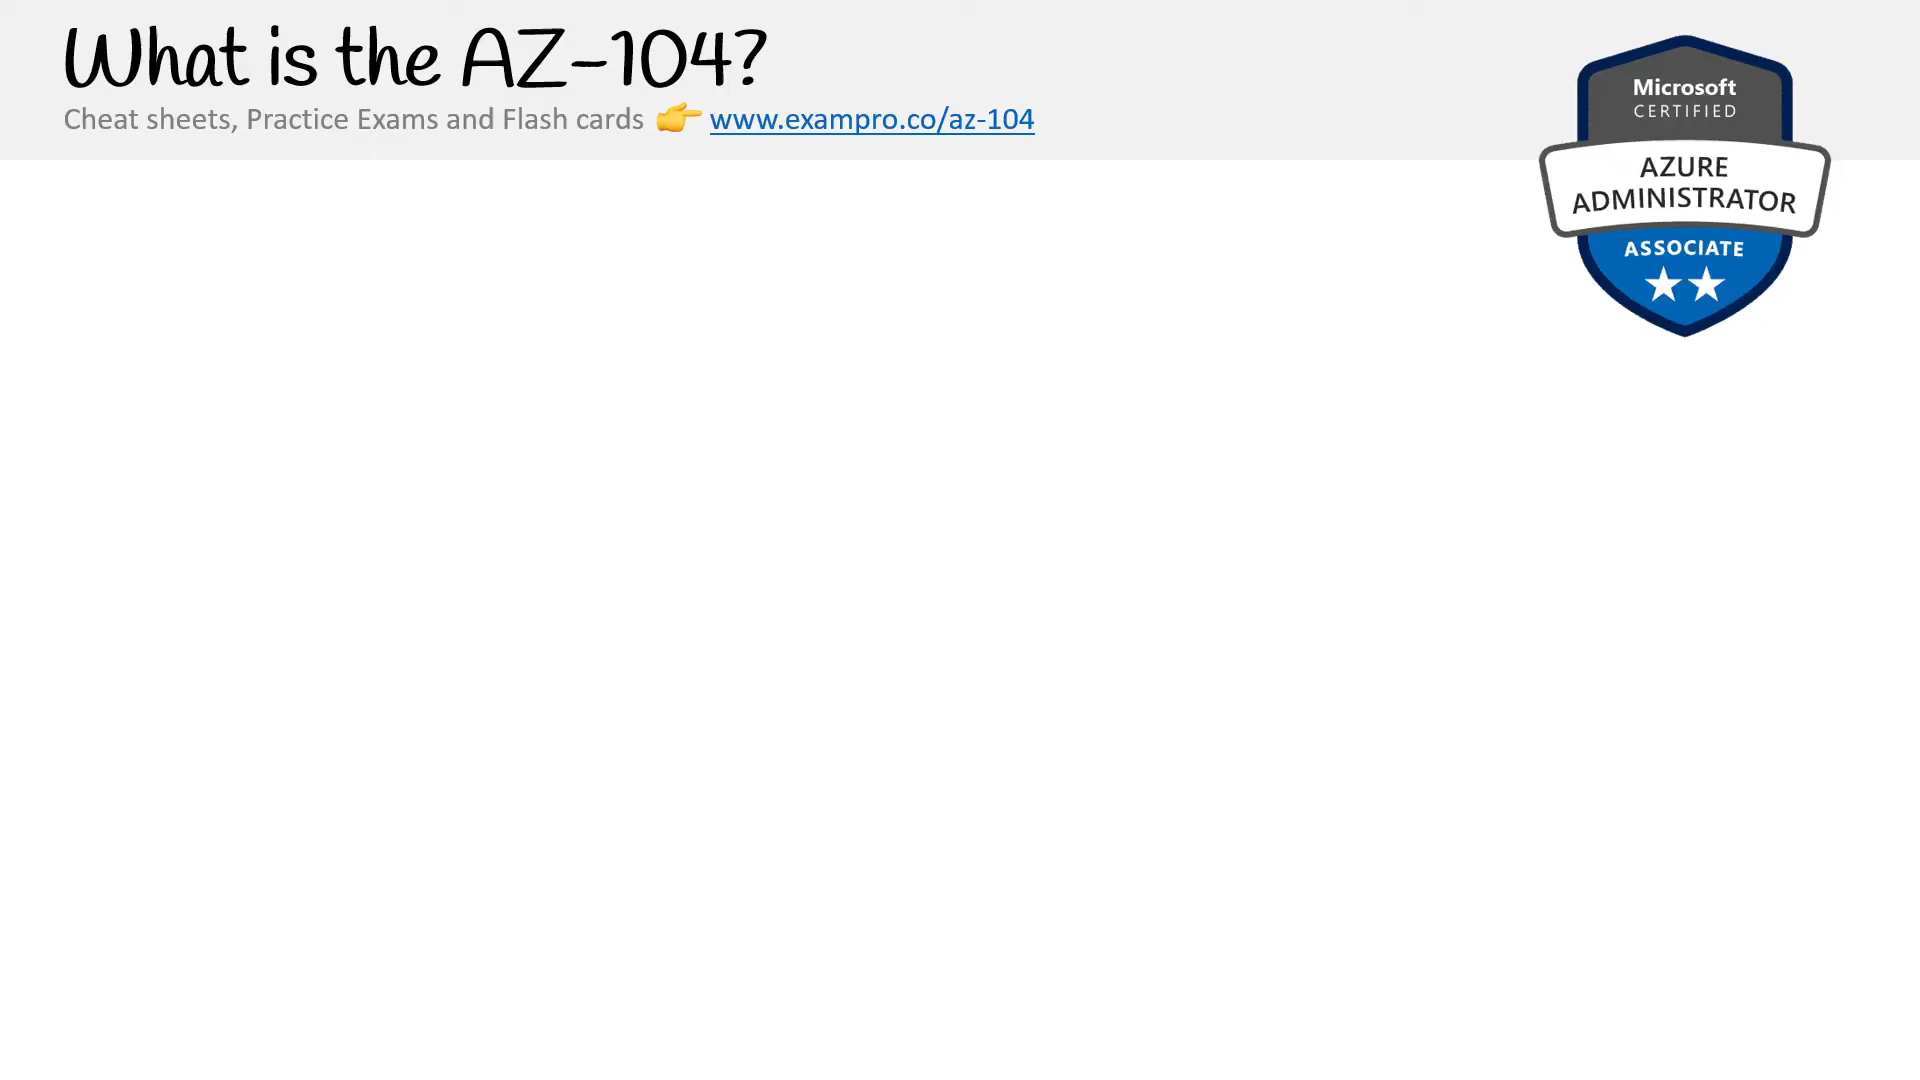 What is the AZ-104?
Cheat sheets, Practice Exams and Flash cards 👉 www.exampro.co/az-104
Microsoft
CERTIFIED
AZURE
ADMINISTRATOR
ASSOCIATE